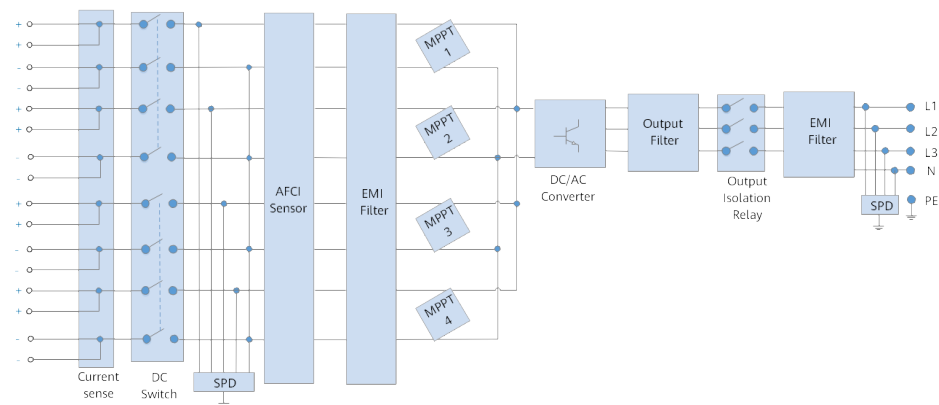 +
+
-
-
+
+
-
-
+
+
-
-
+
+
-
-
Current
sense
DC
Switch
SPD
AFCI
Sensor
EMI
Filter
MPPT
1
MPPT
2
MPPT
3
MPPT
4
DC/AC
Converter
Output
Filter
Output
Isolation
Relay
EMI
Filter
SPD
L1
L2
L3
N
PE